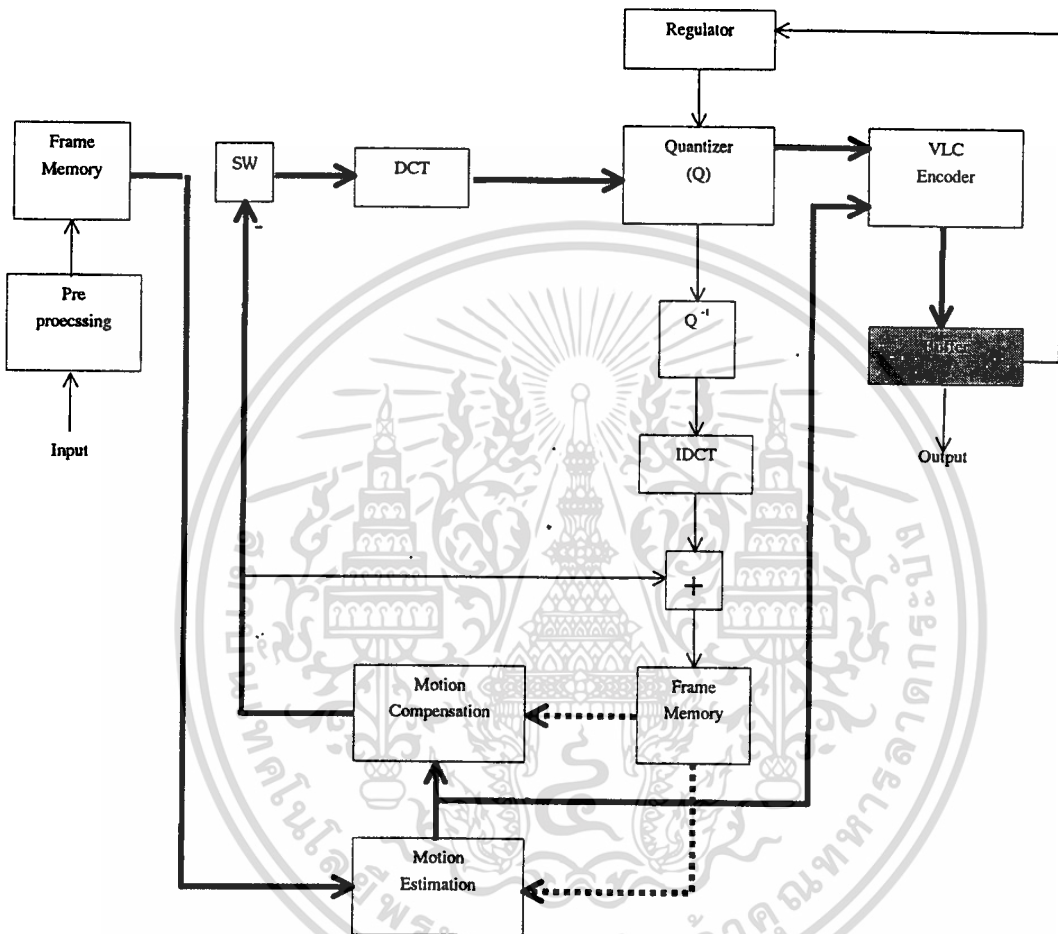 Regulator
Frame
Memory
SW
DCT
Quantizer
(Q)
VLC
Encoder
Pre
proecssing
Q⁻¹
Buffer
Input
IDCT
Output
+
Motion
Compensation
Frame
Memory
Motion
Estimation